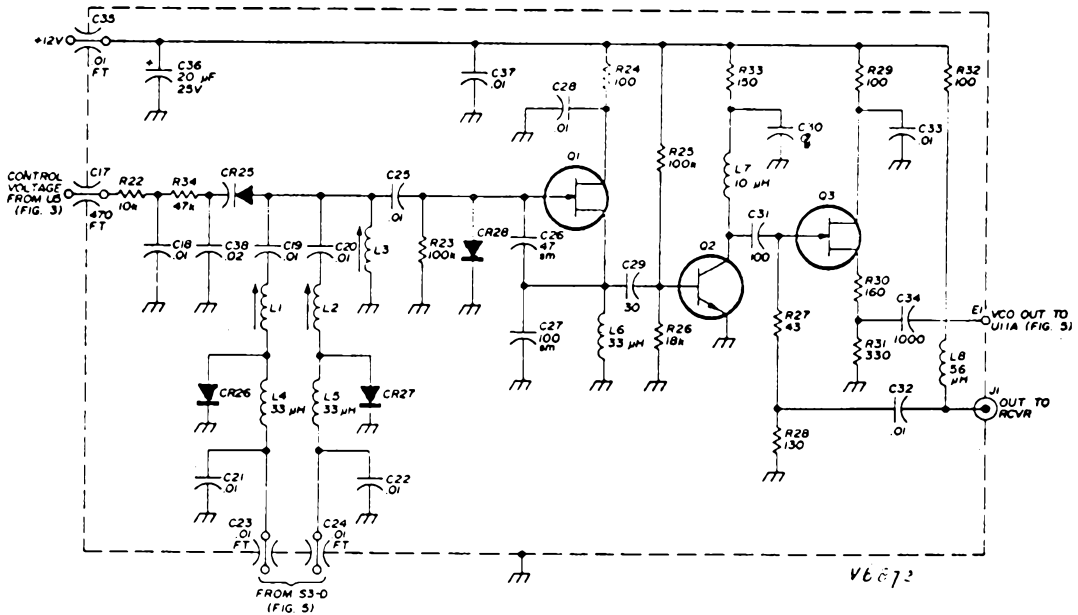 C35
+12V
.01
FT
C36
20 µF
25V
C37
.01
R24
100
C28
.01
R33
150
R29
100
R32
100
C33
.01
R25
100k
L7
10 µH
CONTROL
VOLTAGE
FROM U5
(FIG. 3)
C17
470
FT
R22
10k
R34
47k
CR25
C25
.01
Q1
C31
100
Q3
C18
.01
C38
.02
C19
.01
C20
.01
L3
R23
100k
CR28
C26
47
sm
C29
30
Q2
L1
L2
C27
100
sm
L6
33 µH
R26
18k
R27
43
R30
160
C34
1000
E1
VCO OUT TO
U11A (FIG. 5)
R31
330
L8
56
µH
CR26
L4
33 µH
L5
33 µH
CR27
C32
.01
J1
OUT TO
RCVR
R28
130
C21
.01
C22
.01
C23
.01
FT
C24
.01
FT
FROM S3-D
(FIG. 5)